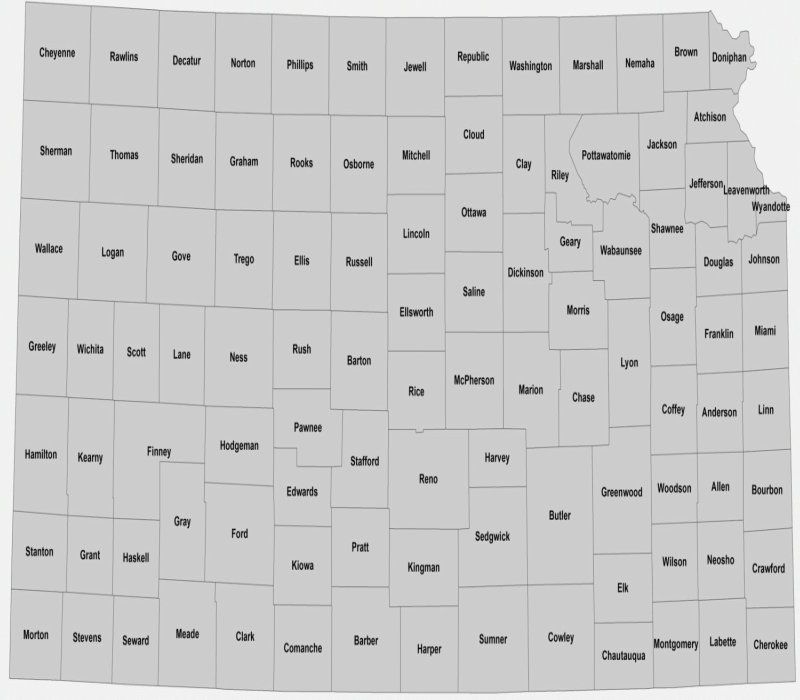 Cheyenne
Rawlins
Decatur
Norton
Phillips
Smith
Jewell
Republic
Washington
Marshall
Nemaha
Brown
Doniphan
Sherman
Thomas
Sheridan
Graham
Rooks
Osborne
Mitchell
Cloud
Clay
Riley
Pottawatomie
Jackson
Atchison
Jefferson
Leavenworth
Wyandotte
Wallace
Logan
Gove
Trego
Ellis
Russell
Lincoln
Ottawa
Saline
Dickinson
Geary
Wabaunsee
Shawnee
Douglas
Johnson
Ellsworth
Morris
Osage
Franklin
Miami
Greeley
Wichita
Scott
Lane
Ness
Rush
Barton
Rice
McPherson
Marion
Chase
Lyon
Coffey
Anderson
Linn
Hamilton
Kearny
Finney
Hodgeman
Pawnee
Stafford
Edwards
Reno
Harvey
Sedgwick
Butler
Greenwood
Woodson
Allen
Bourbon
Stanton
Grant
Haskell
Gray
Ford
Kiowa
Pratt
Kingman
Elk
Wilson
Neosho
Crawford
Morton
Stevens
Seward
Meade
Clark
Comanche
Barber
Harper
Sumner
Cowley
Chautauqua
Montgomery
Labette
Cherokee